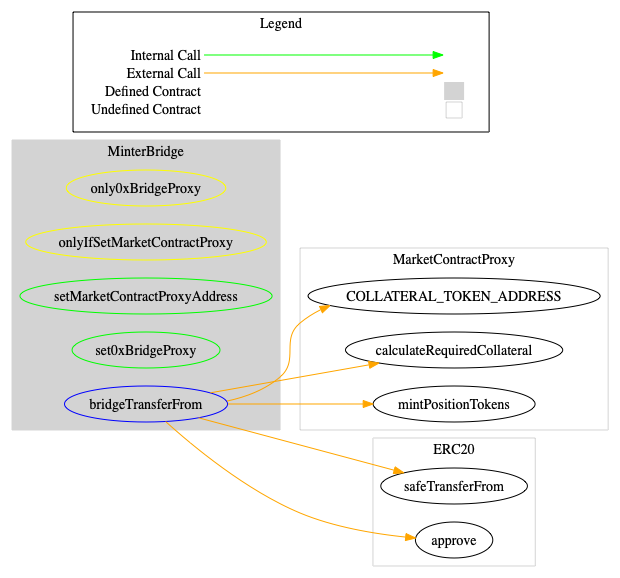 Legend
Internal Call
External Call
Defined Contract
Undefined Contract
MinterBridge
only0xBridgeProxy
onlyIfSetMarketContractProxy
setMarketContractProxyAddress
set0xBridgeProxy
bridgeTransferFrom
MarketContractProxy
COLLATERAL_TOKEN_ADDRESS
calculateRequiredCollateral
mintPositionTokens
ERC20
safeTransferFrom
approve